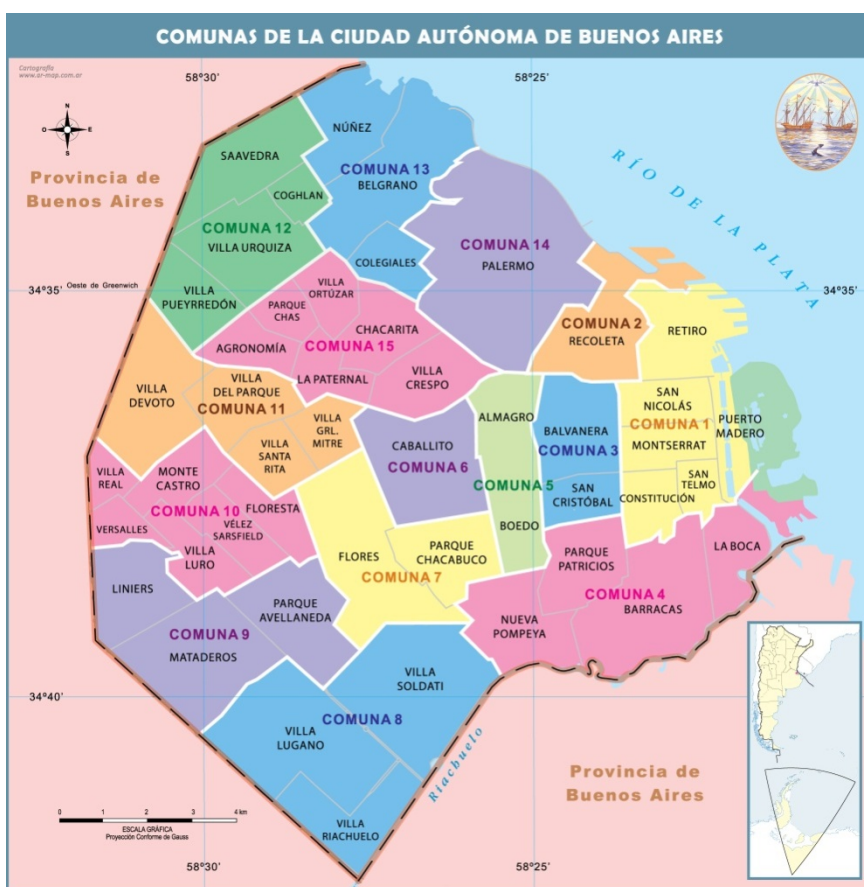 COMUNAS DE LA CIUDAD AUTÓNOMA DE BUENOS AIRES
Cartografía
www.ar-map.com.ar
58°30'
58°25'
N
O
E
S
Provincia de
Buenos Aires
RÍO DE LA PLATA
NÚÑEZ
SAAVEDRA
COMUNA 13
BELGRANO
COGHLAN
COMUNA 12
VILLA URQUIZA
COMUNA 14
PALERMO
COLEGIALES
34°35'
Oeste de Greenwich
34°35'
VILLA
PUEYRREDÓN
VILLA
ORTÚZAR
PARQUE
CHAS
CHACARITA
AGRONOMÍA
COMUNA 15
LA PATERNAL
VILLA
CRESPO
COMUNA 2
RECOLETA
RETIRO
VILLA
DEVOTO
VILLA
DEL PARQUE
COMUNA 11
VILLA
GRL.
MITRE
VILLA
SANTA
RITA
CABALLITO
COMUNA 6
ALMAGRO
COMUNA 5
BOEDO
BALVANERA
COMUNA 3
SAN
CRISTÓBAL
SAN
NICOLÁS
COMUNA 1
MONTSERRAT
PUERTO
MADERO
SAN
TELMO
CONSTITUCIÓN
VILLA
REAL
MONTE
CASTRO
COMUNA 10
FLORESTA
VERSALLES
VÉLEZ
SARSFIELD
VILLA
LURO
FLORES
PARQUE
CHACABUCO
COMUNA 7
PARQUE
PATRICIOS
LA BOCA
COMUNA 4
BARRACAS
NUEVA
POMPEYA
LINIERS
PARQUE
AVELLANEDA
COMUNA 9
MATADEROS
VILLA
SOLDATI
34°40'
COMUNA 8
VILLA
LUGANO
Riachuelo
VILLA
RIACHUELO
Provincia de
Buenos Aires
0 1 2 3 4 km
ESCALA GRÁFICA
Proyección Conforme de Gauss
58°30'
58°25'